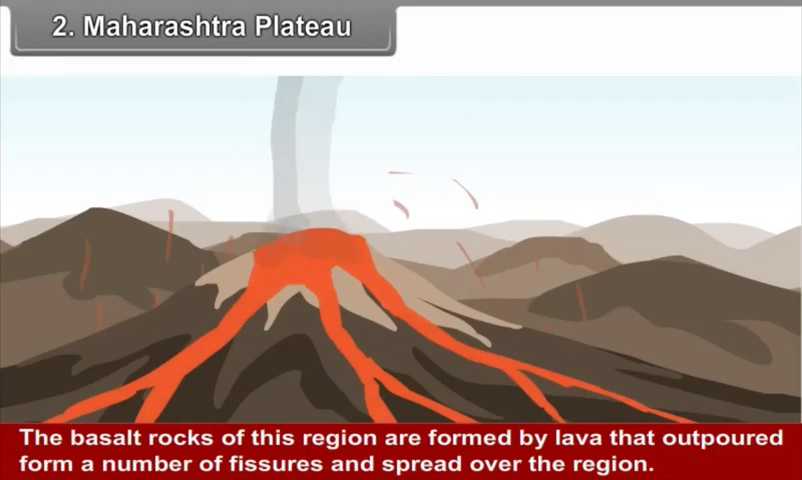 2. Maharashtra Plateau
The basalt rocks of this region are formed by lava that outpoured
form a number of fissures and spread over the region.